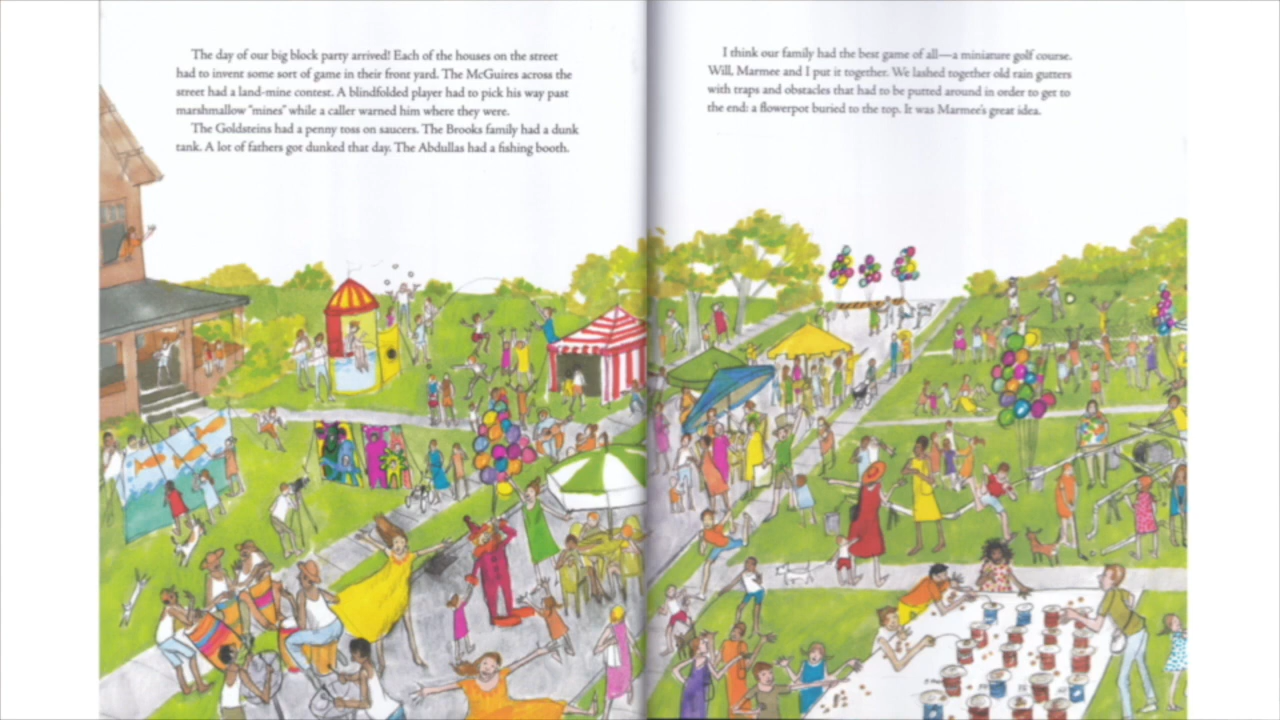 The day of our big block party arrived! Each of the houses on the street
had to invent some sort of game in their front yard. The McGuires across the
street had a land-mine contest. A blindfolded player had to pick his way past
marshmallow "mines" while a caller warned him where they were.
The Goldsteins had a penny toss on saucers. The Brooks family had a dunk
tank. A lot of fathers got dunked that day. The Abdullas had a fishing booth.
I think our family had the best game of all—a miniature golf course.
Will, Marmee and I put it together. We lashed together old rain gutters
with traps and obstacles that had to be putted around in order to get to
the end: a flowerpot buried to the top. It was Marmee's great idea.